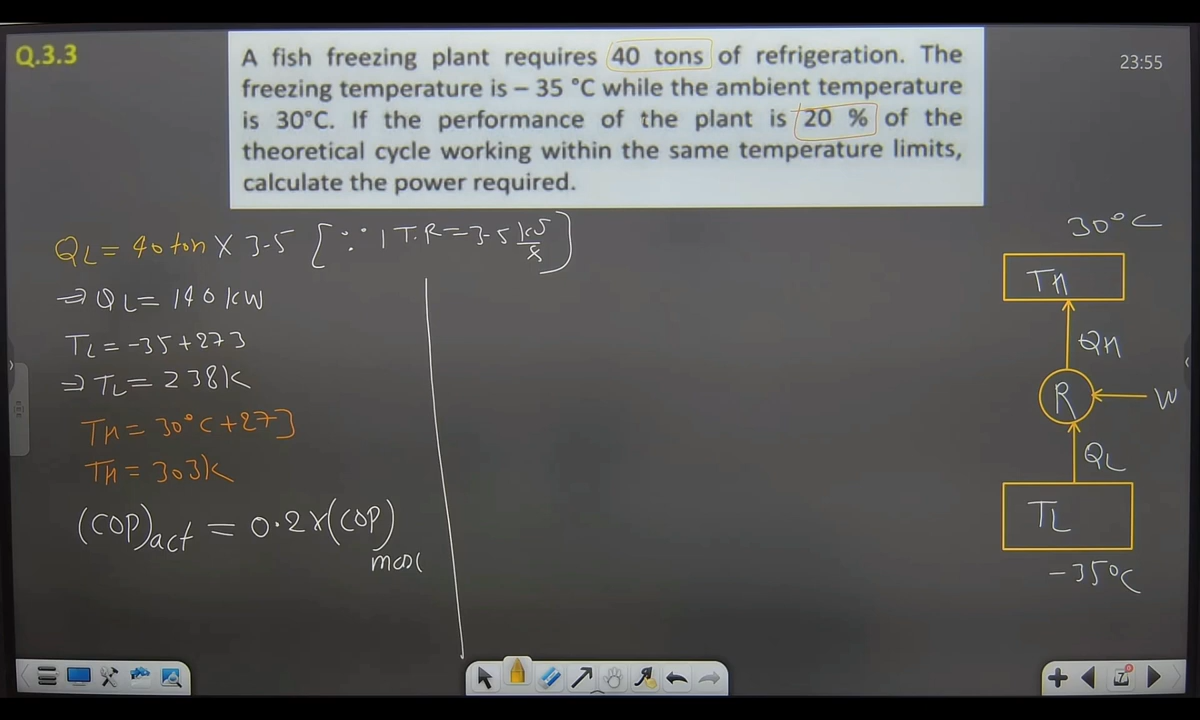 Q.3.3
A fish freezing plant requires 40 tons of refrigeration. The
freezing temperature is – 35 °C while the ambient temperature
is 30°C. If the performance of the plant is 20 % of the
theoretical cycle working within the same temperature limits,
calculate the power required.
23:55
QL = 40 ton × 3.5 [∵ 1 T.R = 3.5 kJ/s]
⇒ QL = 140 kW
TL = -35+273
⇒ TL = 238K
TH = 30°C+273
TH = 303K
(COP)act = 0.2×(COP)max
30°C
TH
QH
R
W
QL
TL
-35°C
7